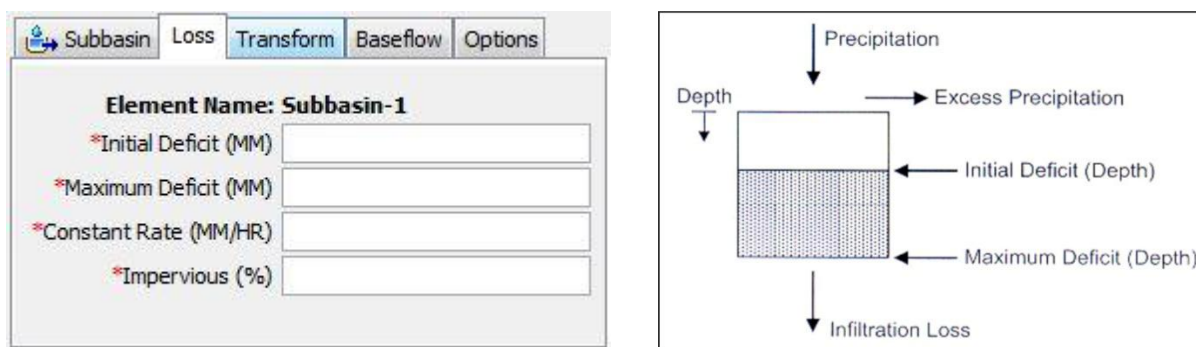 Subbasin Loss Transform Baseflow Options
Element Name: Subbasin-1
*Initial Deficit (MM)
*Maximum Deficit (MM)
*Constant Rate (MM/HR)
*Impervious (%)
Precipitation
Depth
Excess Precipitation
Initial Deficit (Depth)
Maximum Deficit (Depth)
Infiltration Loss